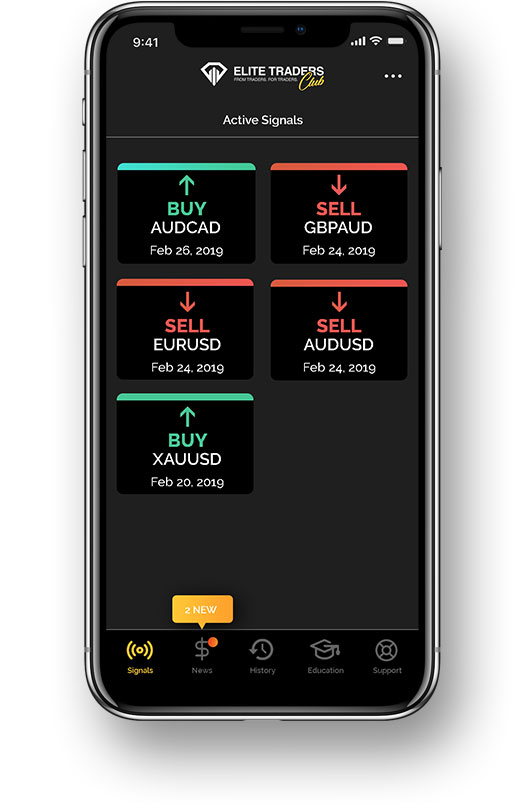 9:41
ELITE TRADERS
FROM TRADERS. FOR TRADERS.
Club
Active Signals
BUY
AUDCAD
Feb 26, 2019
SELL
GBPAUD
Feb 24, 2019
SELL
EURUSD
Feb 24, 2019
SELL
AUDUSD
Feb 24, 2019
BUY
XAUUSD
Feb 20, 2019
2 NEW
Signals
News
History
Education
Support